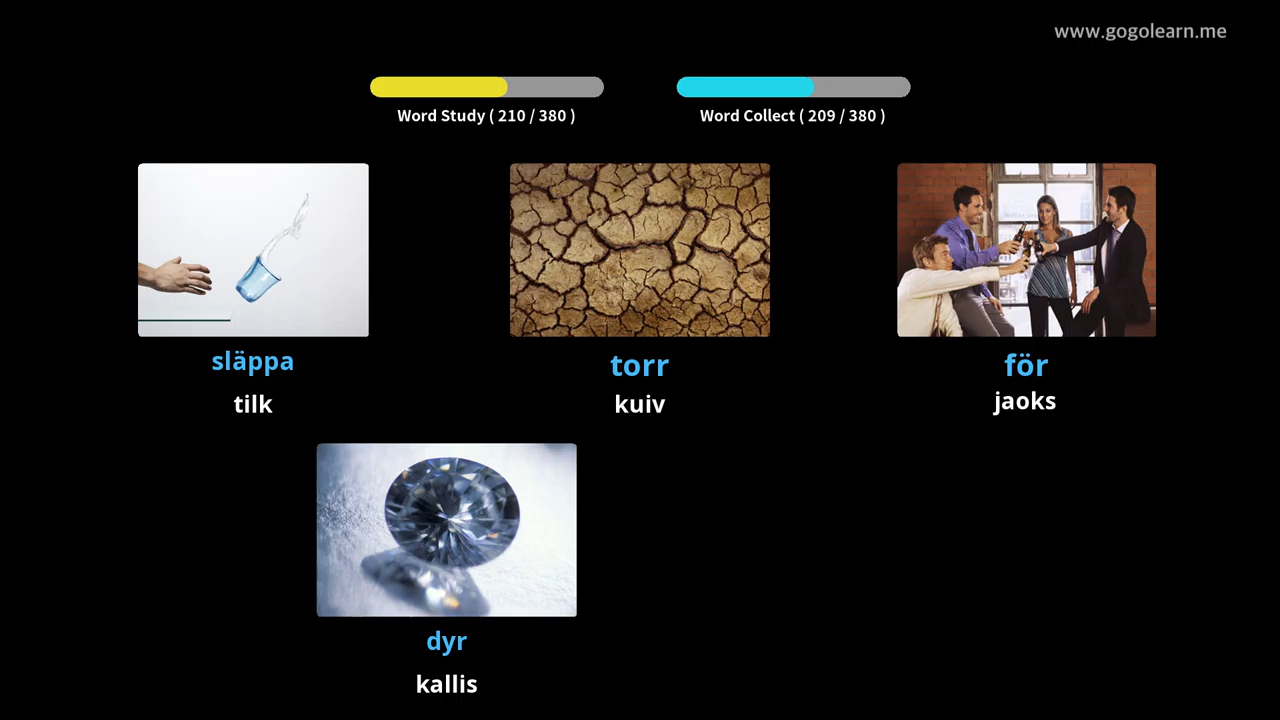 www.gogolearn.me
Word Study ( 210 / 380 )
Word Collect ( 209 / 380 )
släppa
torr
för
tilk
kuiv
jaoks
dyr
kallis